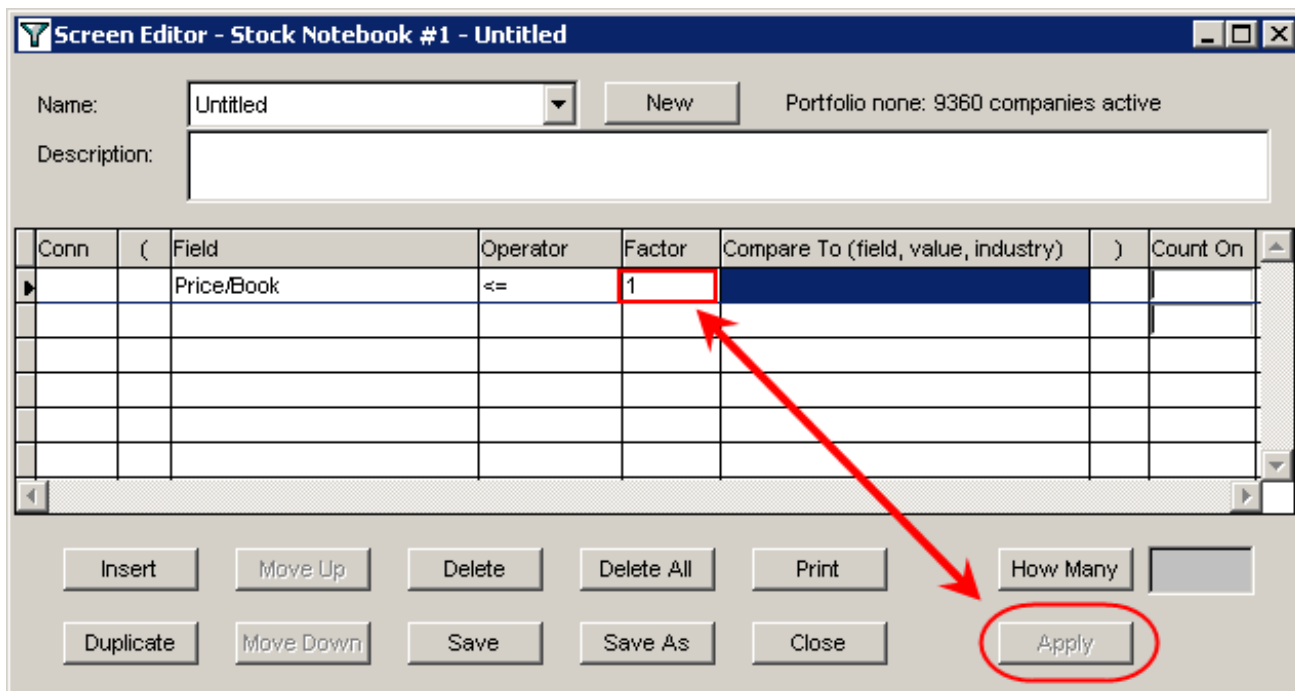 Screen Editor - Stock Notebook #1 - Untitled
Name: Untitled New Portfolio none: 9360 companies active
Description:
Conn ( Field Operator Factor Compare To (field, value, industry) ) Count On
Price/Book <= 1
Insert Move Up Delete Delete All Print How Many
Duplicate Move Down Save Save As Close Apply